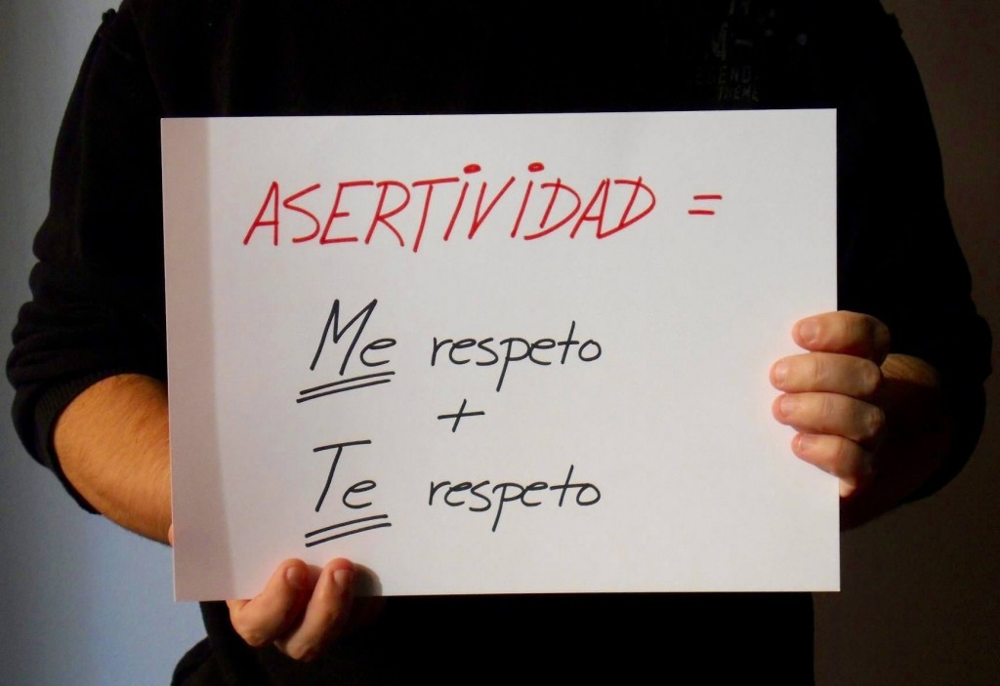 ASERTIVIDAD =
Me respeto
+
Te respeto